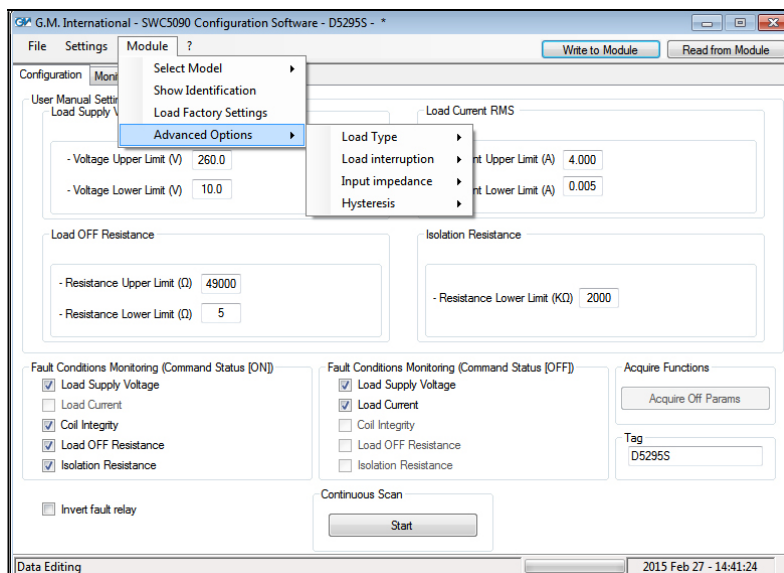 G.M. International - SWC5090 Configuration Software - D5295S - *
File Settings Module ?
Write to Module Read from Module
Configuration Moni
Select Model
Show Identification
Load Factory Settings
Advanced Options
Load Type
Load interruption
Input impedance
Hysteresis
User Manual Settin
Load Supply V
- Voltage Upper Limit (V) 260.0
- Voltage Lower Limit (V) 10.0
Load Current RMS
nt Upper Limit (A) 4.000
nt Lower Limit (A) 0.005
Load OFF Resistance
- Resistance Upper Limit (Ω) 49000
- Resistance Lower Limit (Ω) 5
Isolation Resistance
- Resistance Lower Limit (KΩ) 2000
Fault Conditions Monitoring (Command Status [ON])
Load Supply Voltage
Load Current
Coil Integrity
Load OFF Resistance
Isolation Resistance
Fault Conditions Monitoring (Command Status [OFF])
Load Supply Voltage
Load Current
Coil Integrity
Load OFF Resistance
Isolation Resistance
Acquire Functions
Acquire Off Params
Tag
D5295S
Invert fault relay
Continuous Scan
Start
Data Editing
2015 Feb 27 - 14:41:24